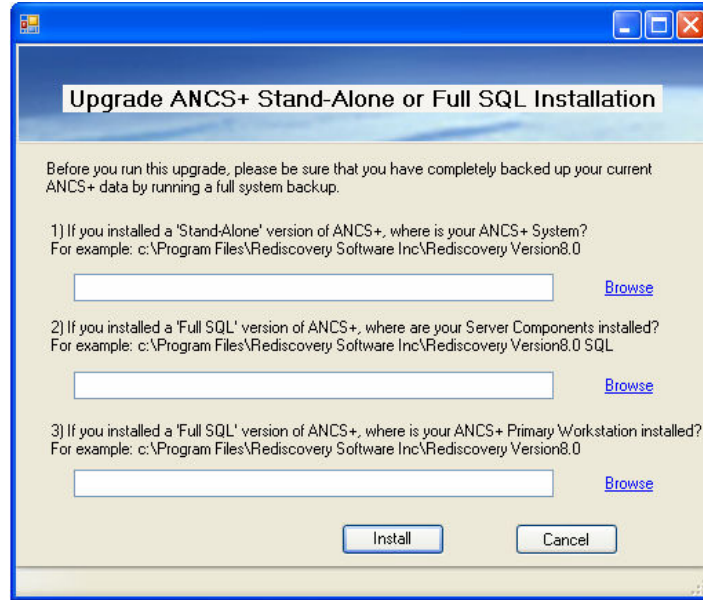 Upgrade ANCS+ Stand-Alone or Full SQL Installation
Before you run this upgrade, please be sure that you have completely backed up your current
ANCS+ data by running a full system backup.
1) If you installed a 'Stand-Alone' version of ANCS+, where is your ANCS+ System?
For example: c:\Program Files\Rediscovery Software Inc\Rediscovery Version8.0
Browse
2) If you installed a 'Full SQL' version of ANCS+, where are your Server Components installed?
For example: c:\Program Files\Rediscovery Software Inc\Rediscovery Version8.0 SQL
Browse
3) If you installed a 'Full SQL' version of ANCS+, where is your ANCS+ Primary Workstation installed?
For example: c:\Program Files\Rediscovery Software Inc\Rediscovery Version8.0
Browse
Install Cancel